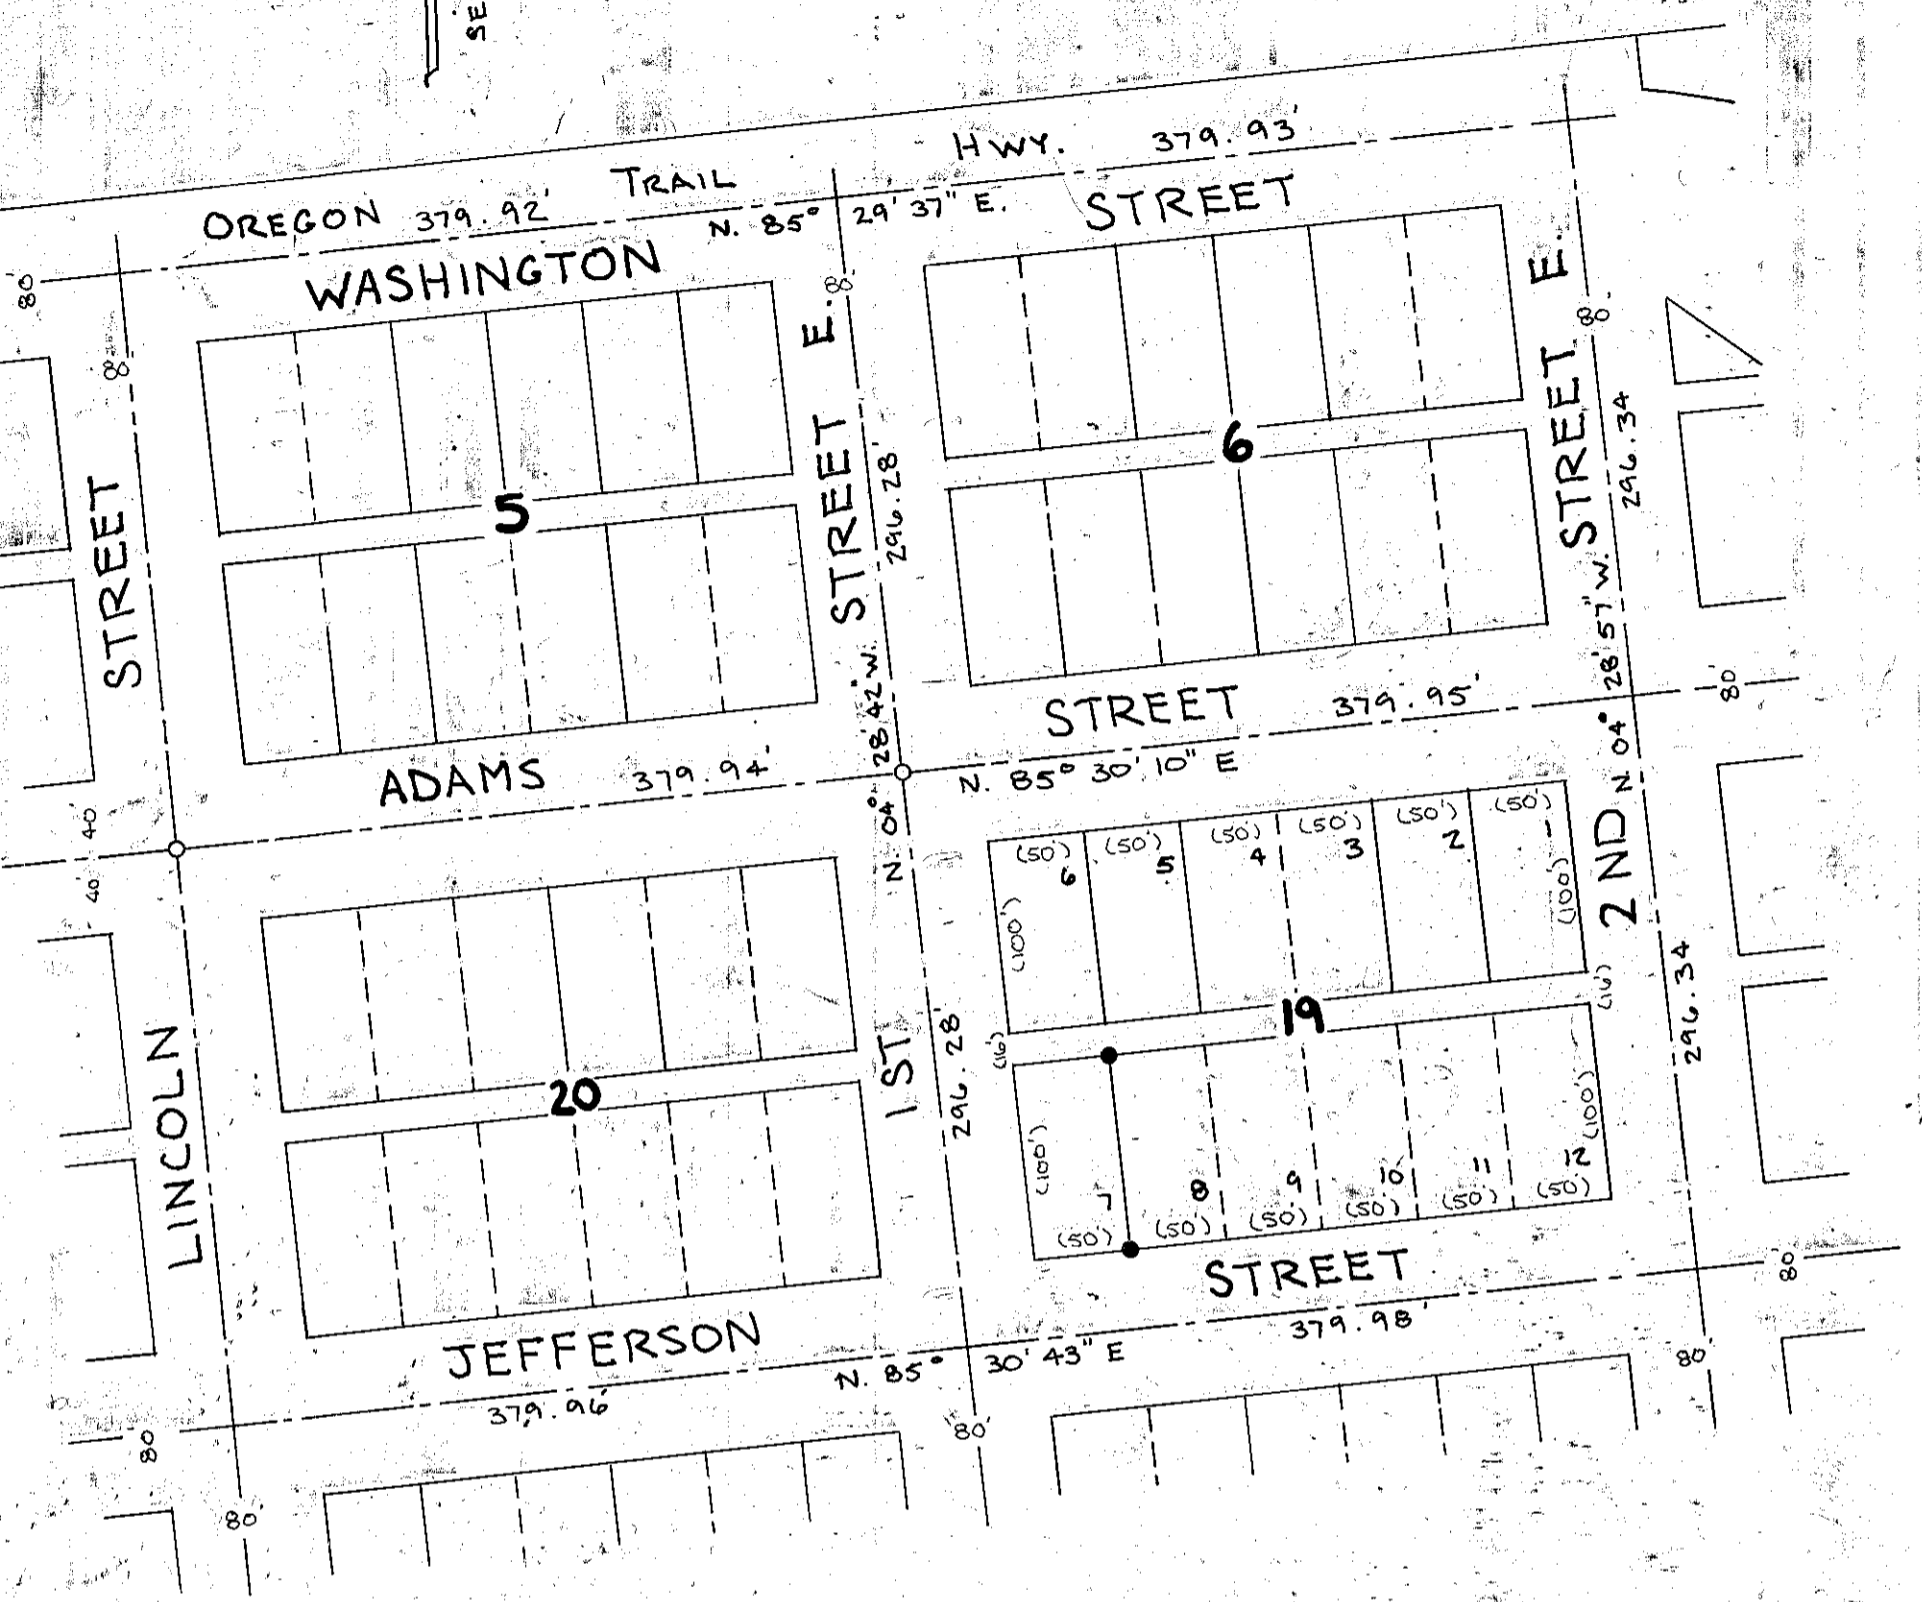 SE
OREGON 379.92' TRAIL HWY. 379.93'
N. 85° 29' 37" E.
WASHINGTON STREET
80'
80'
80'
80'
STREET E.
STREET E.
STREET
5
6
296.28'
296.34
N. 04° 28' 42" W.
N 04° 28' 57" W.
ADAMS 379.94' STREET 379.95'
N. 85° 30' 10" E
80'
40'
40'
(50') (50') (50') (50') (50') (50')
6 5 4 3 2
(100') (100')
2ND
19
(16') (16')
LINCOLN
20
1ST
296.28'
296.34
(100') (100')
7 8 9 10 11 12
(50') (50') (50') (50') (50') (50')
JEFFERSON STREET
379.96' N. 85° 30' 43" E 379.98'
80'
80'
80'
80'
80'